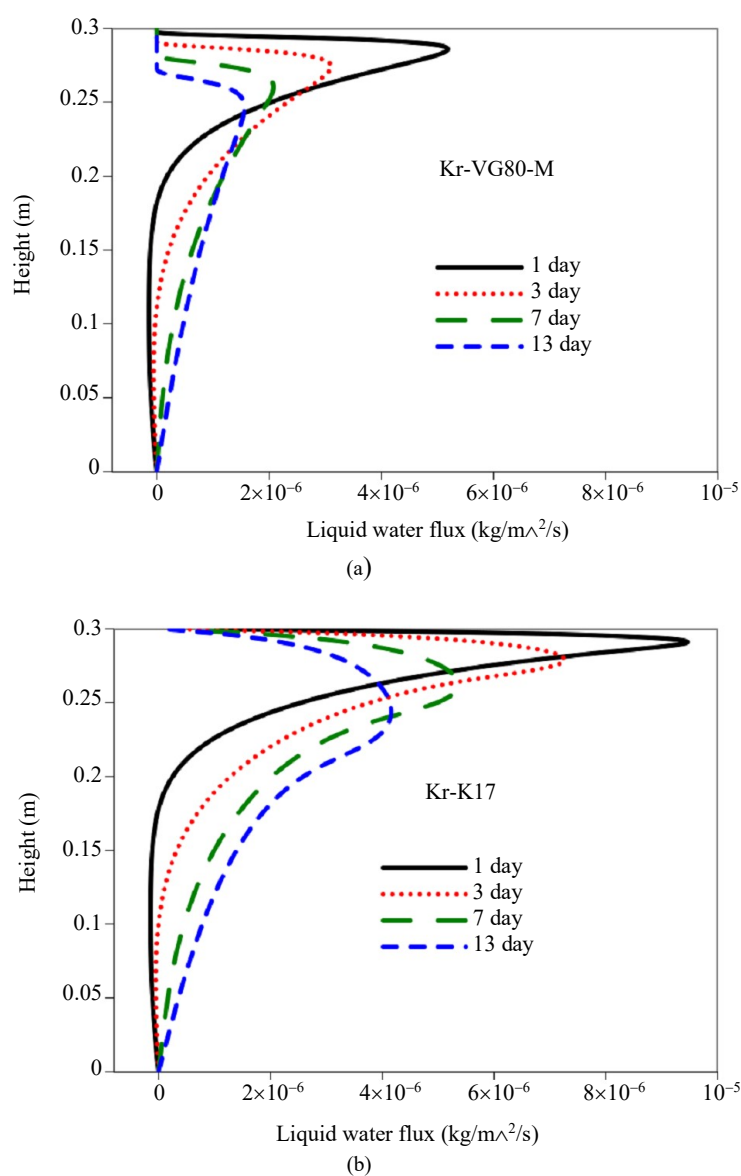 0.3
0.25
0.2
0.15
0.1
0.05
0
Height (m)
Kr-VG80-M
1 day
3 day
7 day
13 day
0 2×10⁻⁶ 4×10⁻⁶ 6×10⁻⁶ 8×10⁻⁶ 10⁻⁵
Liquid water flux (kg/m∧²/s)
(a)
0.3
0.25
0.2
0.15
0.1
0.05
0
Height (m)
Kr-K17
1 day
3 day
7 day
13 day
0 2×10⁻⁶ 4×10⁻⁶ 6×10⁻⁶ 8×10⁻⁶ 10⁻⁵
Liquid water flux (kg/m∧²/s)
(b)